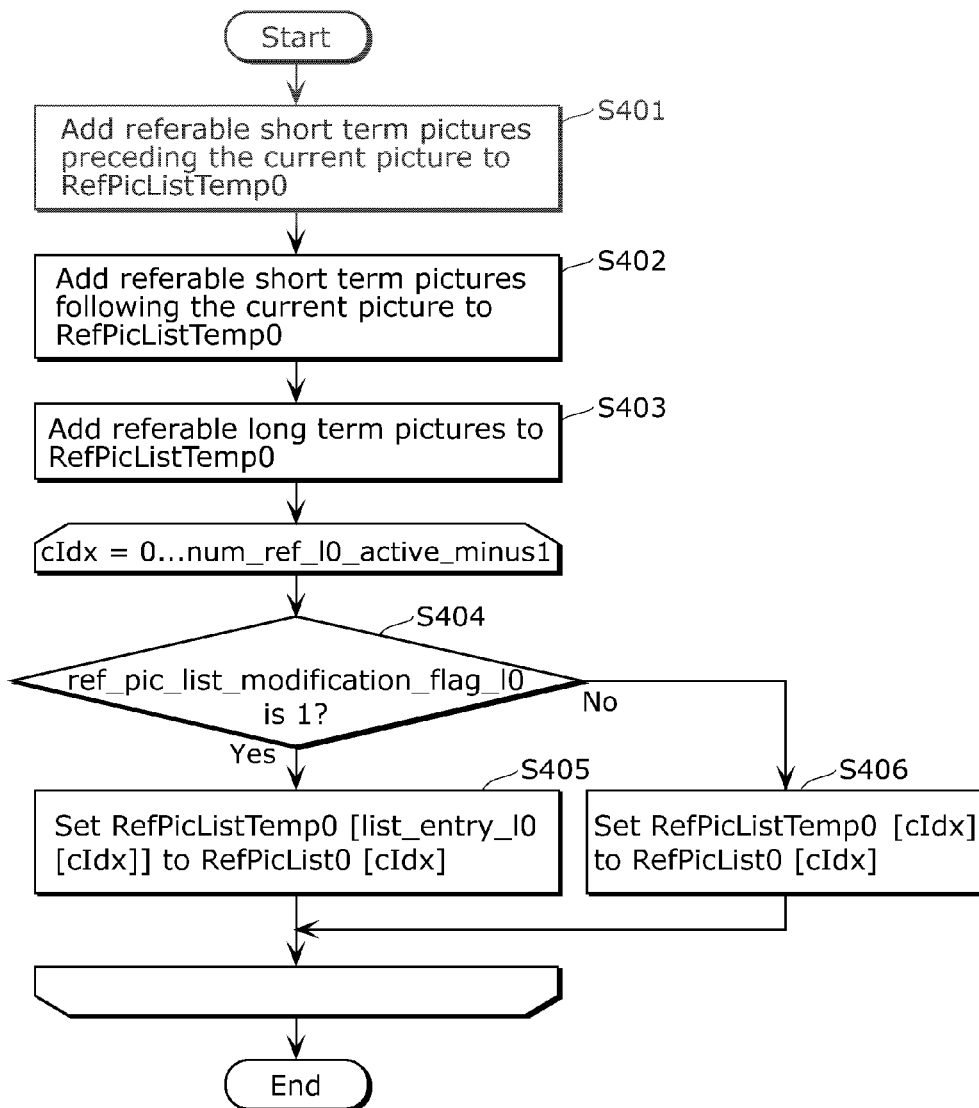 Start
S401
Add referable short term pictures
preceding the current picture to
RefPicListTemp0
S402
Add referable short term pictures
following the current picture to
RefPicListTemp0
S403
Add referable long term pictures to
RefPicListTemp0
cIdx = 0...num_ref_l0_active_minus1
S404
ref_pic_list_modification_flag_l0
is 1?
No
Yes
S405
Set RefPicListTemp0 [list_entry_l0
[cIdx]] to RefPicList0 [cIdx]
S406
Set RefPicListTemp0 [cIdx]
to RefPicList0 [cIdx]
End